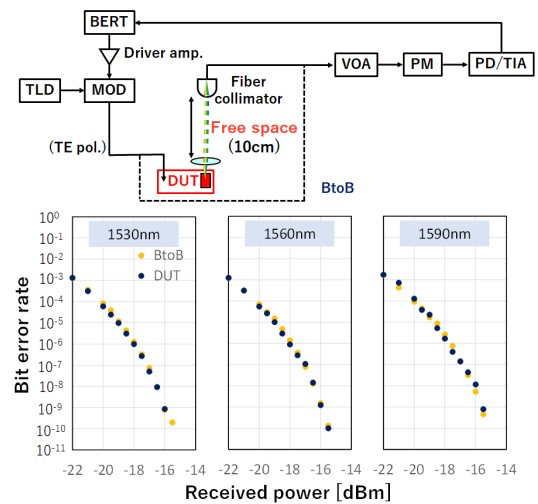 BERT
Driver amp.
TLD
MOD
VOA
PM
PD/TIA
Fiber
collimator
Free space
(10cm)
(TE pol.)
DUT
BtoB
Bit error rate
10^0
10^-1
10^-2
10^-3
10^-4
10^-5
10^-6
10^-7
10^-8
10^-9
10^-10
10^-11
1530nm
BtoB
DUT
1560nm
1590nm
-22 -20 -18 -16 -14
-22 -20 -18 -16 -14
-22 -20 -18 -16 -14
Received power [dBm]